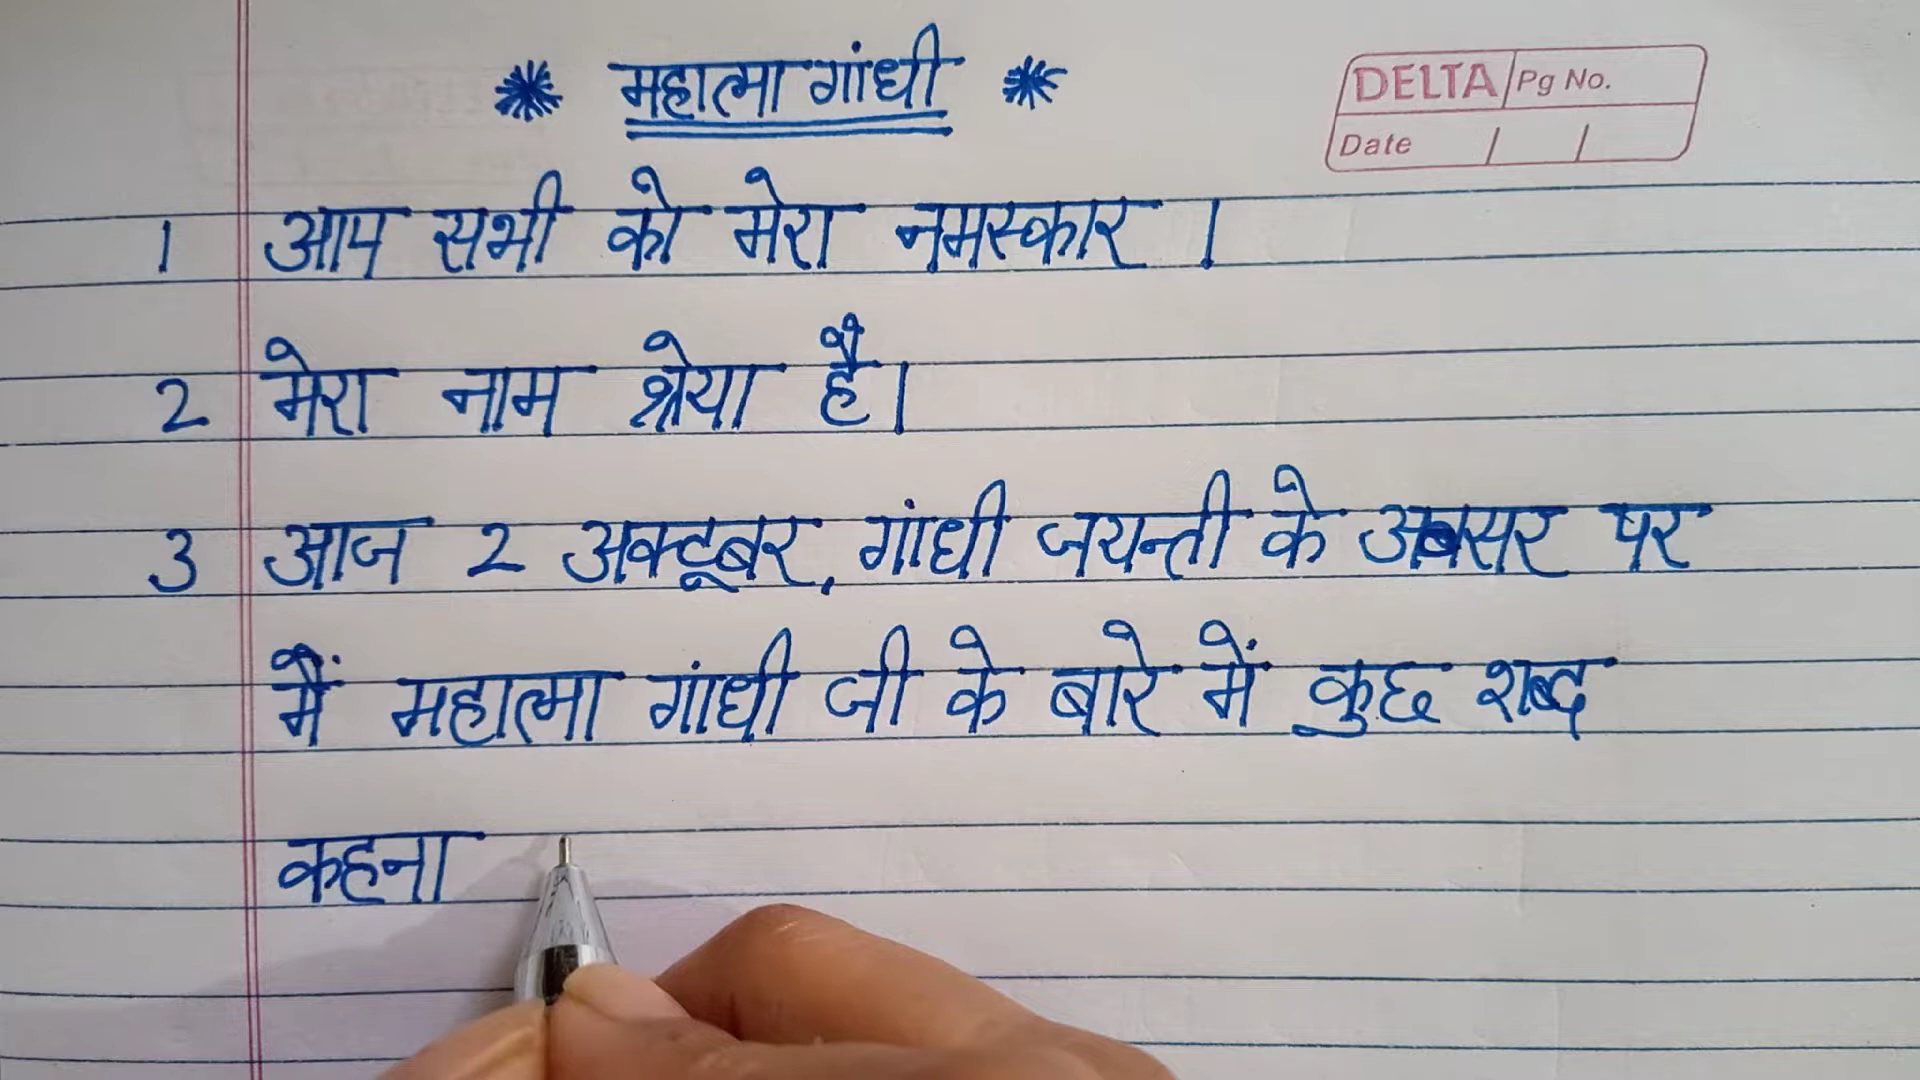 महात्मा गांधी
DELTA Pg No.
Date / /
1 आप सभी को मेरा नमस्कार ।
2 मेरा नाम श्रेया है।
3 आज 2 अक्टूबर, गांधी जयन्ती के अवसर पर
मैं महात्मा गांधी जी के बारे में कुछ शब्द
कहना